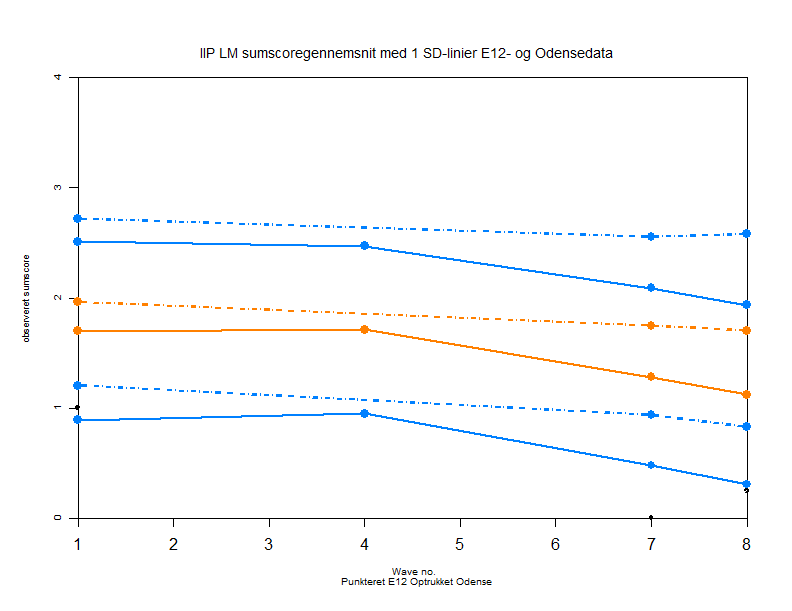 IIP LM sumscoregennemsnit med 1 SD-linier E12- og Odensedata
4
3
2
1
0
observeret sumscore
1 2 3 4 5 6 7 8
Wave no.
Punkteret E12 Optrukket Odense